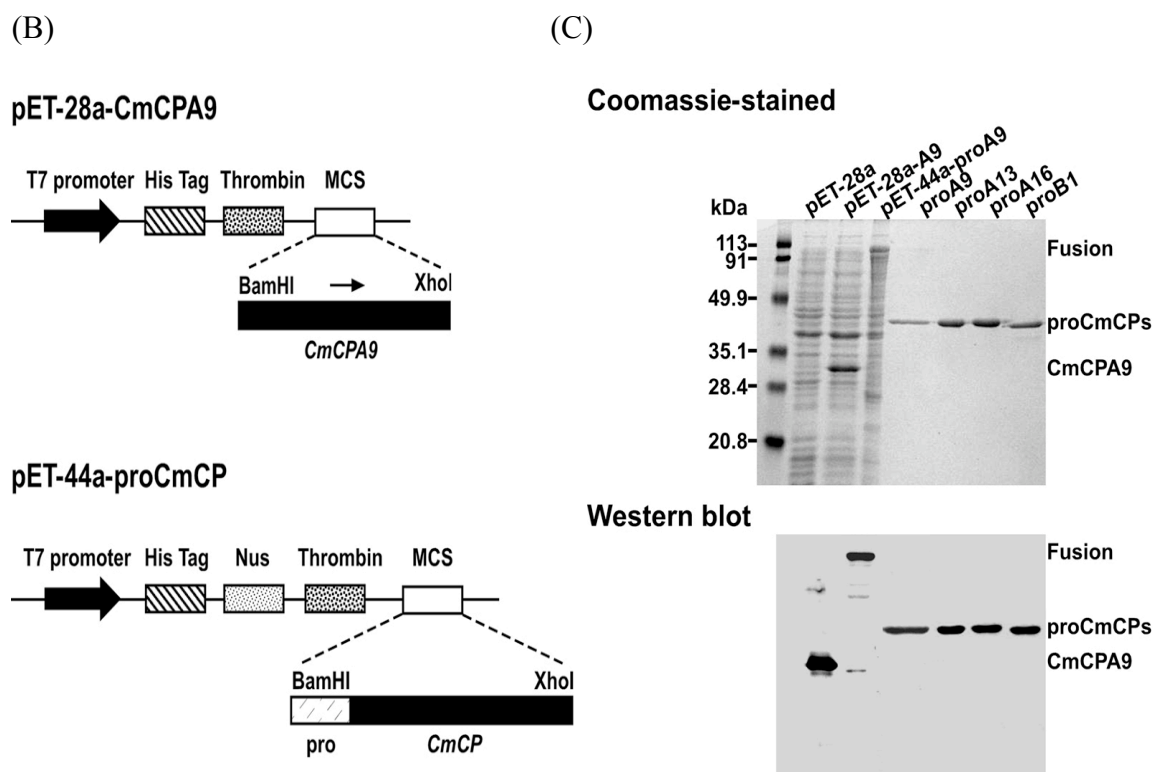 (B)
pET-28a-CmCPA9
T7 promoter His Tag Thrombin MCS
BamHI XhoI
CmCPA9
pET-44a-proCmCP
T7 promoter His Tag Nus Thrombin MCS
BamHI XhoI
pro CmCP
(C)
Coomassie-stained
pET-28a
pET-28a-A9
pET-44a-proA9
proA9
proA13
proA16
proB1
kDa
113
91
49.9
35.1
28.4
20.8
Fusion
proCmCPs
CmCPA9
Western blot
Fusion
proCmCPs
CmCPA9